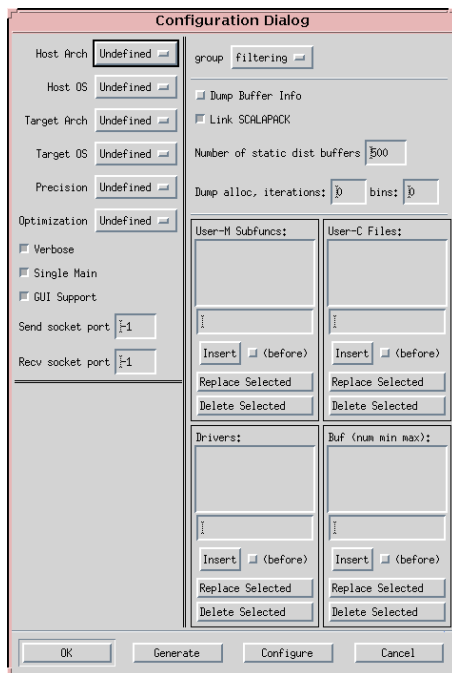 Configuration Dialog
Host Arch Undefined
Host OS Undefined
Target Arch Undefined
Target OS Undefined
Precision Undefined
Optimization Undefined
Verbose
Single Main
GUI Support
Send socket port -1
Recv socket port -1
group filtering
Dump Buffer Info
Link SCALAPACK
Number of static dist buffers 500
Dump alloc, iterations: 0 bins: 0
User-M Subfuncs:
Insert (before)
Replace Selected
Delete Selected
User-C Files:
Insert (before)
Replace Selected
Delete Selected
Drivers:
Insert (before)
Replace Selected
Delete Selected
Buf (num min max):
Insert (before)
Replace Selected
Delete Selected
OK Generate Configure Cancel